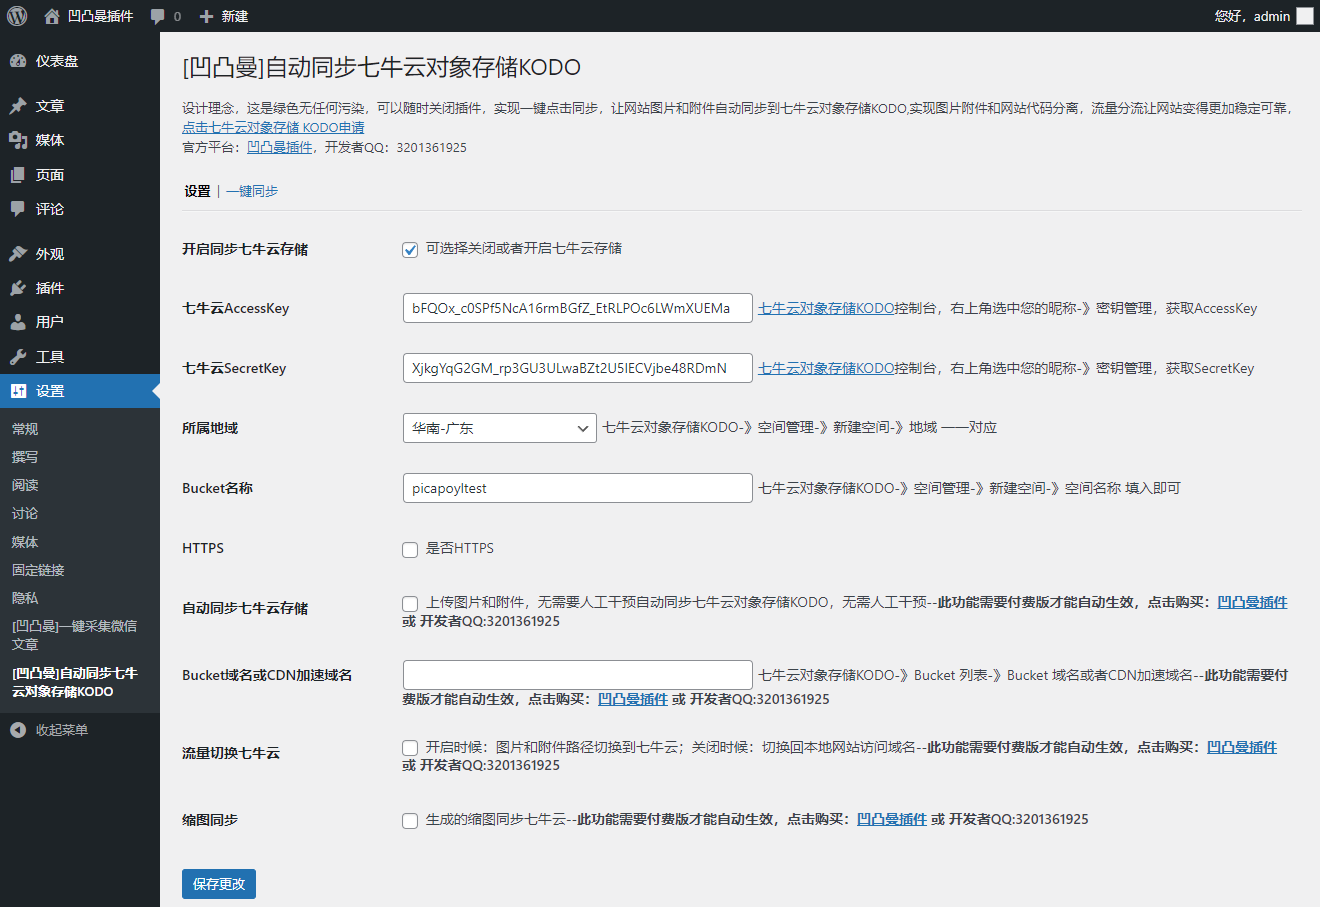 凹凸曼插件 0 新建 您好，admin
仪表盘
文章
媒体
页面
评论
外观
插件
用户
工具
设置
常规
撰写
阅读
讨论
媒体
固定链接
隐私
[凹凸曼]一键采集微信
文章
[凹凸曼]自动同步七牛
云对象存储KODO
收起菜单
[凹凸曼]自动同步七牛云对象存储KODO
设计理念，这是绿色无任何污染，可以随时关闭插件，实现一键点击同步，让网站图片和附件自动同步到七牛云对象存储KODO,实现图片附件和网站代码分离，流量分流让网站变得更加稳定可靠，
点击七牛云对象存储 KODO申请
官方平台：凹凸曼插件，开发者QQ：3201361925
设置 | 一键同步
开启同步七牛云存储 可选择关闭或者开启七牛云存储
七牛云AccessKey bFQOx_c0SPf5NcA16rmBGfZ_EtRLPOc6LWmXUEMa 七牛云对象存储KODO控制台，右上角选中您的昵称-》密钥管理，获取AccessKey
七牛云SecretKey XjkgYqG2GM_rp3GU3ULwaBZt2U5IECVjbe48RDmN 七牛云对象存储KODO控制台，右上角选中您的昵称-》密钥管理，获取SecretKey
所属地域 华南-广东 七牛云对象存储KODO-》空间管理-》新建空间-》地域 ——对应
Bucket名称 picapoyltest 七牛云对象存储KODO-》空间管理-》新建空间-》空间名称 填入即可
HTTPS 是否HTTPS
自动同步七牛云存储 上传图片和附件，无需要人工干预自动同步七牛云对象存储KODO，无需人工干预--此功能需要付费版才能自动生效，点击购买：凹凸曼插件
或 开发者QQ:3201361925
Bucket域名或CDN加速域名 七牛云对象存储KODO-》Bucket 列表-》Bucket 域名或者CDN加速域名--此功能需要付
费版才能自动生效，点击购买：凹凸曼插件 或 开发者QQ:3201361925
流量切换七牛云 开启时候：图片和附件路径切换到七牛云；关闭时候：切换回本地网站访问域名--此功能需要付费版才能自动生效，点击购买：凹凸曼插件
或 开发者QQ:3201361925
缩图同步 生成的缩图同步七牛云--此功能需要付费版才能自动生效，点击购买：凹凸曼插件 或 开发者QQ:3201361925
保存更改